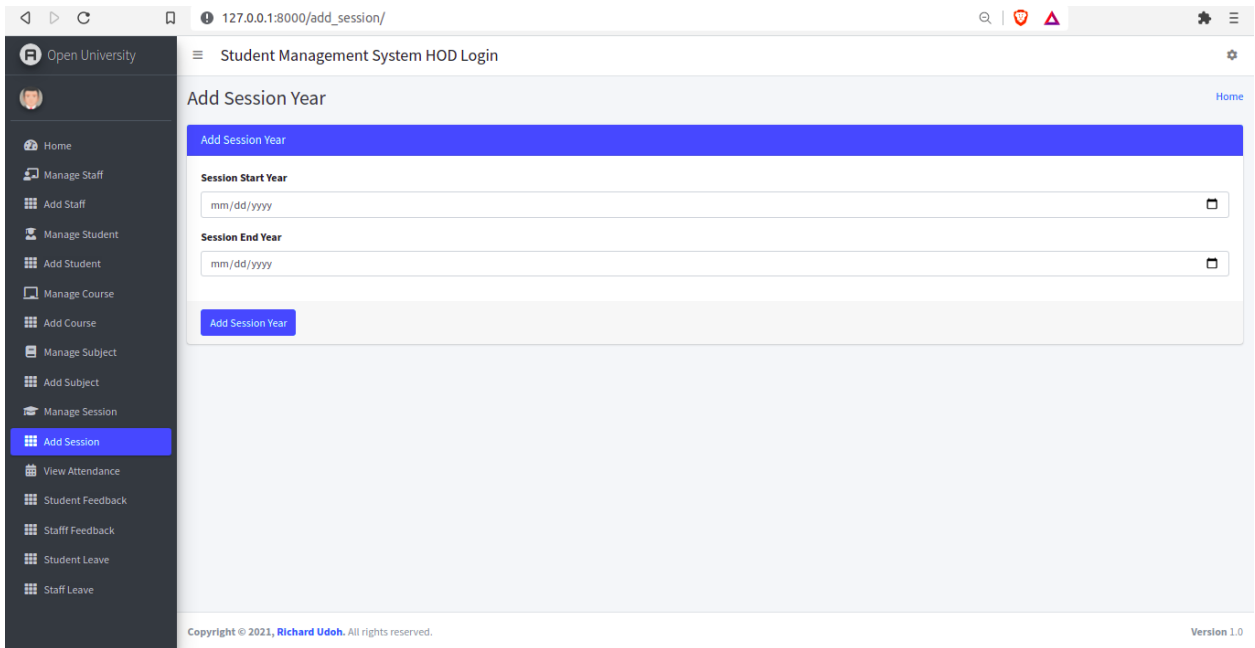 127.0.0.1:8000/add_session/
Open University
Student Management System HOD Login
Add Session Year
Home
Home
Manage Staff
Add Staff
Manage Student
Add Student
Manage Course
Add Course
Manage Subject
Add Subject
Manage Session
Add Session
View Attendance
Student Feedback
Stafff Feedback
Student Leave
Staff Leave
Add Session Year
Session Start Year
mm/dd/yyyy
Session End Year
mm/dd/yyyy
Add Session Year
Copyright © 2021, Richard Udoh. All rights reserved.
Version 1.0